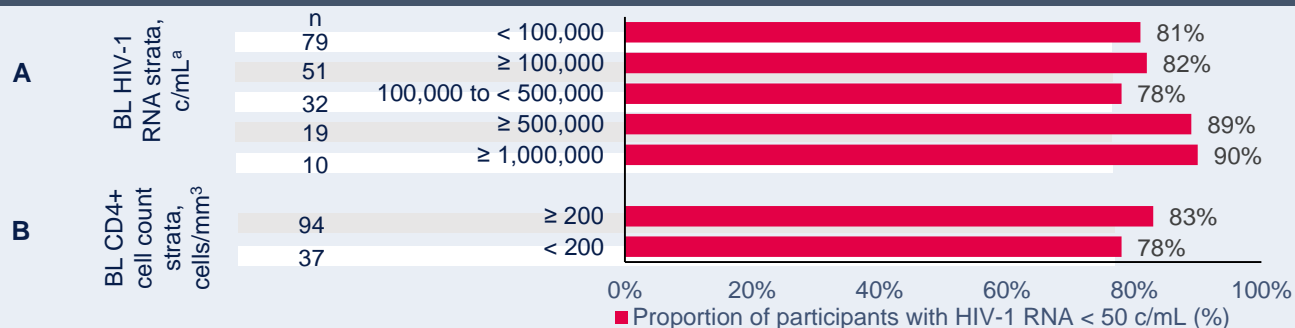 n
A
BL HIV-1
RNA strata,
c/mLᵃ
79 < 100,000 81%
51 ≥ 100,000 82%
32 100,000 to < 500,000 78%
19 ≥ 500,000 89%
10 ≥ 1,000,000 90%
B
BL CD4+
cell count
strata,
cells/mm³
94 ≥ 200 83%
37 < 200 78%
0% 20% 40% 60% 80% 100%
Proportion of participants with HIV-1 RNA < 50 c/mL (%)